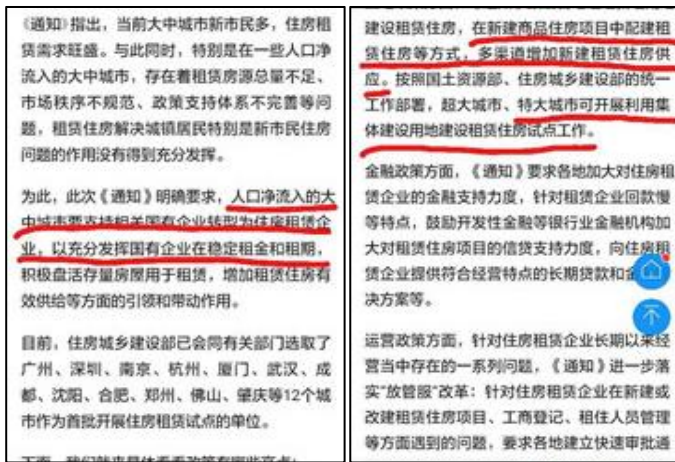 《通知》指出，当前大中城市新市民多，住房租
赁需求旺盛。与此同时，特别是在一些人口净
流入的大中城市，存在着租赁房源总量不足、
市场秩序不规范、政策支持体系不完善等问
题，租赁住房解决城镇居民特别是新市民住房
问题的作用没有得到充分发挥。
为此，此次《通知》明确要求，人口净流入的大
中城市要支持相关国有企业转型为住房租赁企
业，以充分发挥国有企业在稳定租金和租期，
积极盘活存量房屋用于租赁，增加租赁住房有
效供给等方面的引领和带动作用。
目前，住房城乡建设部已会同有关部门选取了
广州、深圳、南京、杭州、厦门、武汉、成
都、沈阳、合肥、郑州、佛山、肇庆等12个城
市作为首批开展住房租赁试点的单位。
建设租赁住房，在新建商品住房项目中配建租
赁住房等方式，多渠道增加新建租赁住房供
应。按照国土资源部、住房城乡建设部的统一
工作部署，超大城市、特大城市可开展利用集
体建设用地建设租赁住房试点工作。
金融政策方面，《通知》要求各地加大对住房租
赁企业的金融支持力度，针对租赁企业回款慢
等特点，鼓励开发性金融等银行业金融机构加
大对租赁住房项目的信贷支持力度，向住房租
赁企业提供符合经营特点的长期贷款和金
决方案等。
运营政策方面，针对住房租赁企业长期以来经
营当中存在的一系列问题，《通知》进一步落
实“放管服”改革：针对住房租赁企业在新建或
改建租赁住房项目、工商登记、租住人员管理
等方面遇到的问题，要求各地建立快速审批通